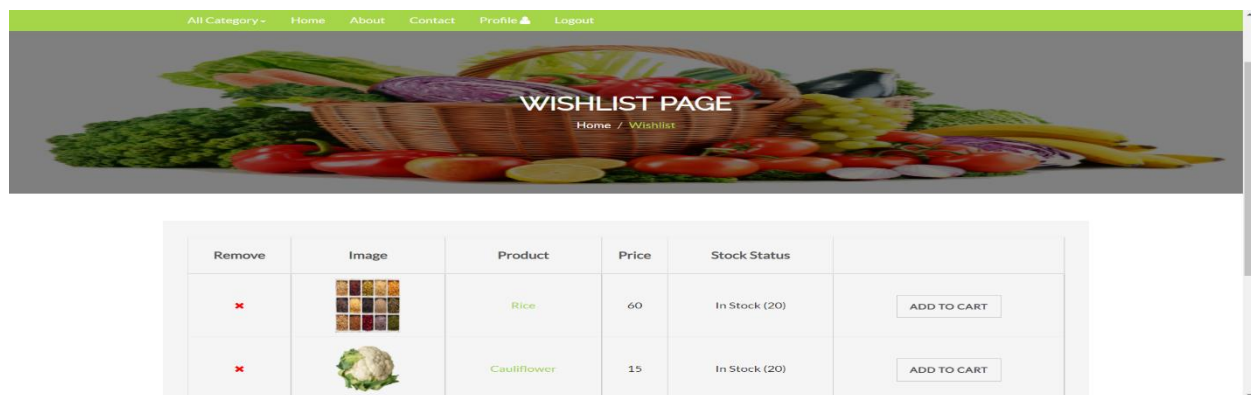 All Category Home About Contact Profile Logout
WISHLIST PAGE
Home / Wishlist
Remove Image Product Price Stock Status
Rice 60 In Stock (20) ADD TO CART
Cauliflower 15 In Stock (20) ADD TO CART